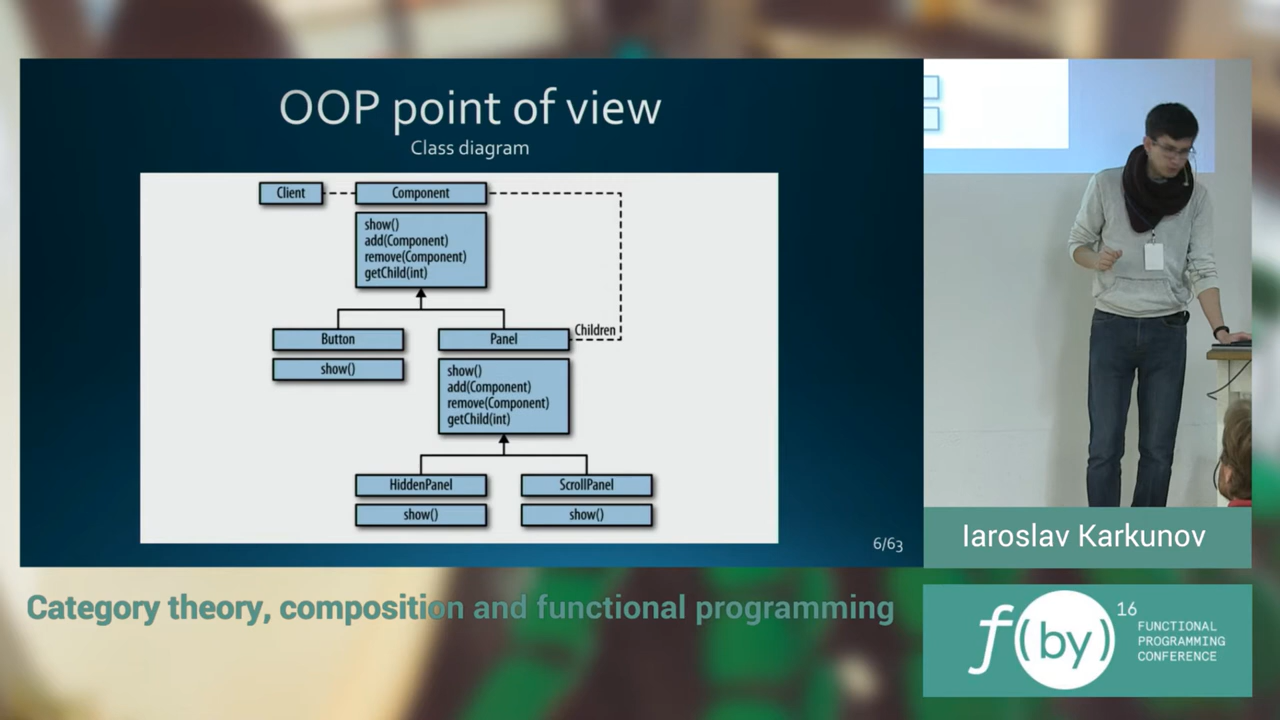 OOP point of view
Class diagram
Client
Component
show()
add(Component)
remove(Component)
getChild(int)
Children
Button
Panel
show()
show()
add(Component)
remove(Component)
getChild(int)
HiddenPanel
ScrollPanel
show()
show()
6/63
Iaroslav Karkunov
Category theory, composition and functional programming
f(by) 16
FUNCTIONAL
PROGRAMMING
CONFERENCE